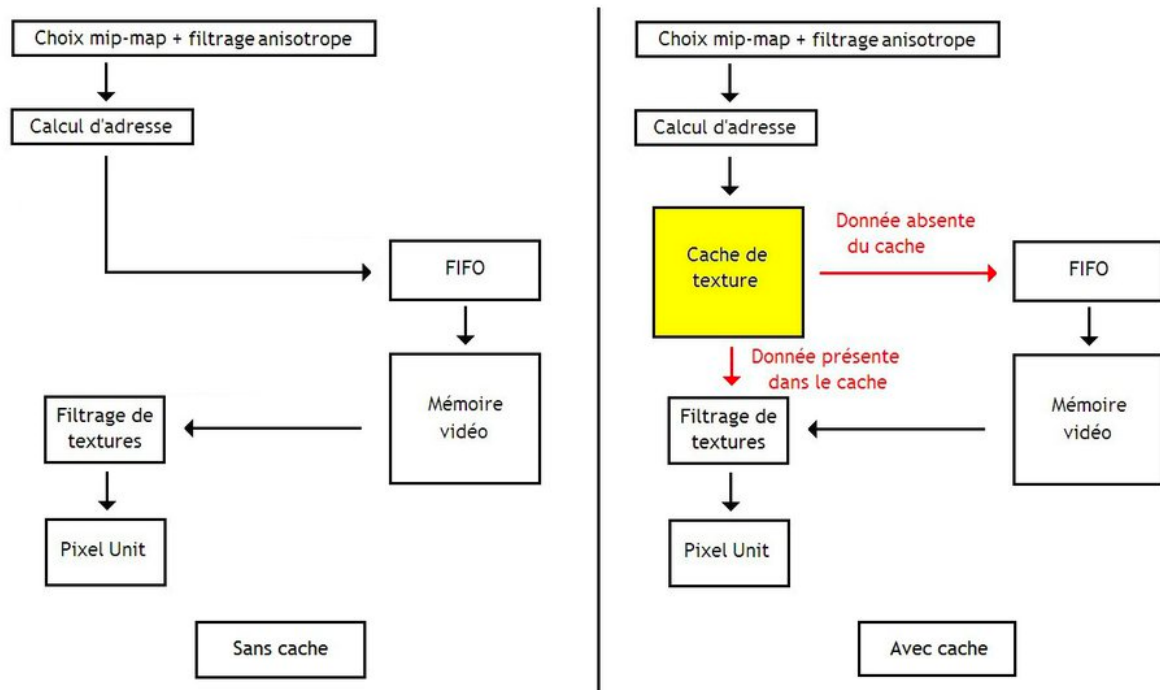 Choix mip-map + filtrage anisotrope
Calcul d'adresse
FIFO
Mémoire
vidéo
Filtrage de
textures
Pixel Unit
Sans cache
Choix mip-map + filtrage anisotrope
Calcul d'adresse
Cache de
texture
Donnée absente
du cache
FIFO
Donnée présente
dans le cache
Mémoire
vidéo
Filtrage de
textures
Pixel Unit
Avec cache